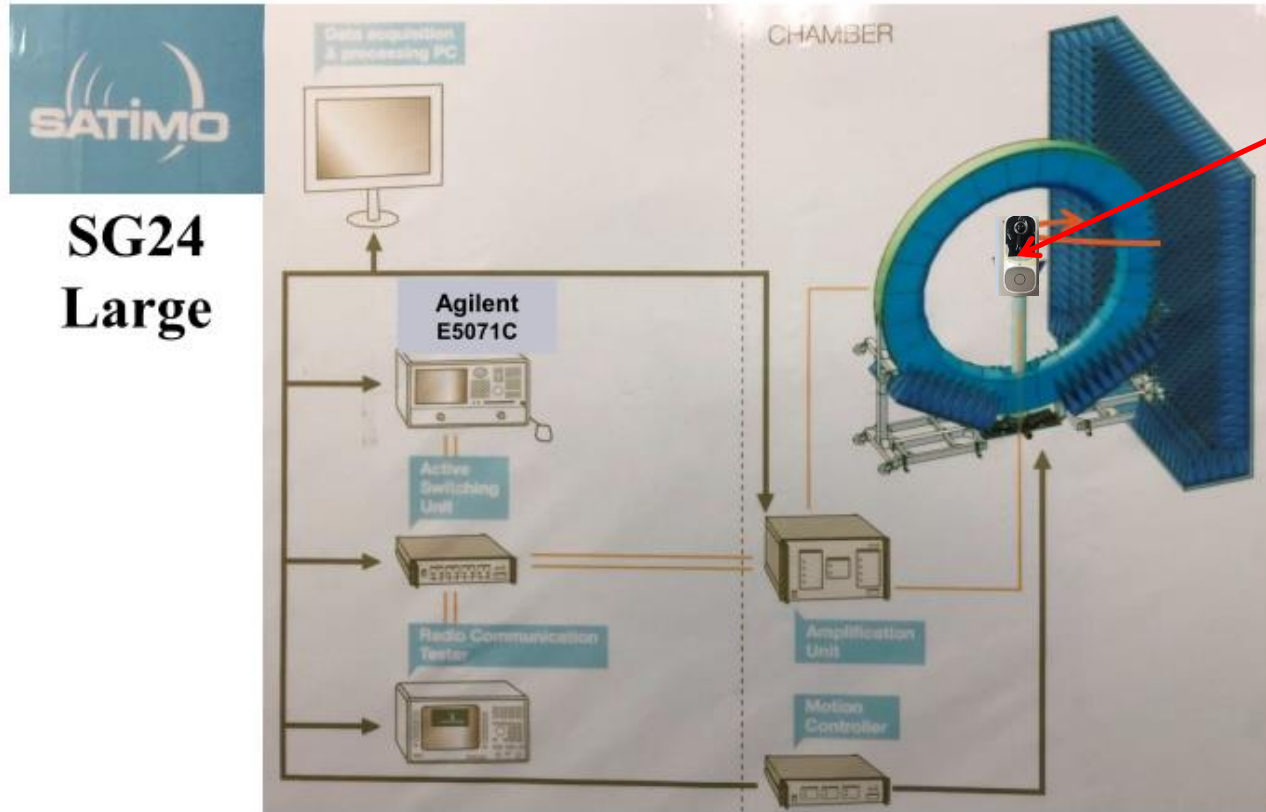 SATIMO
SG24
Large
Data acquisition
& processing PC
CHAMBER
Agilent
E5071C
Active
Switching
Unit
Radio Communication
Tester
Amplification
Unit
Motion
Controller